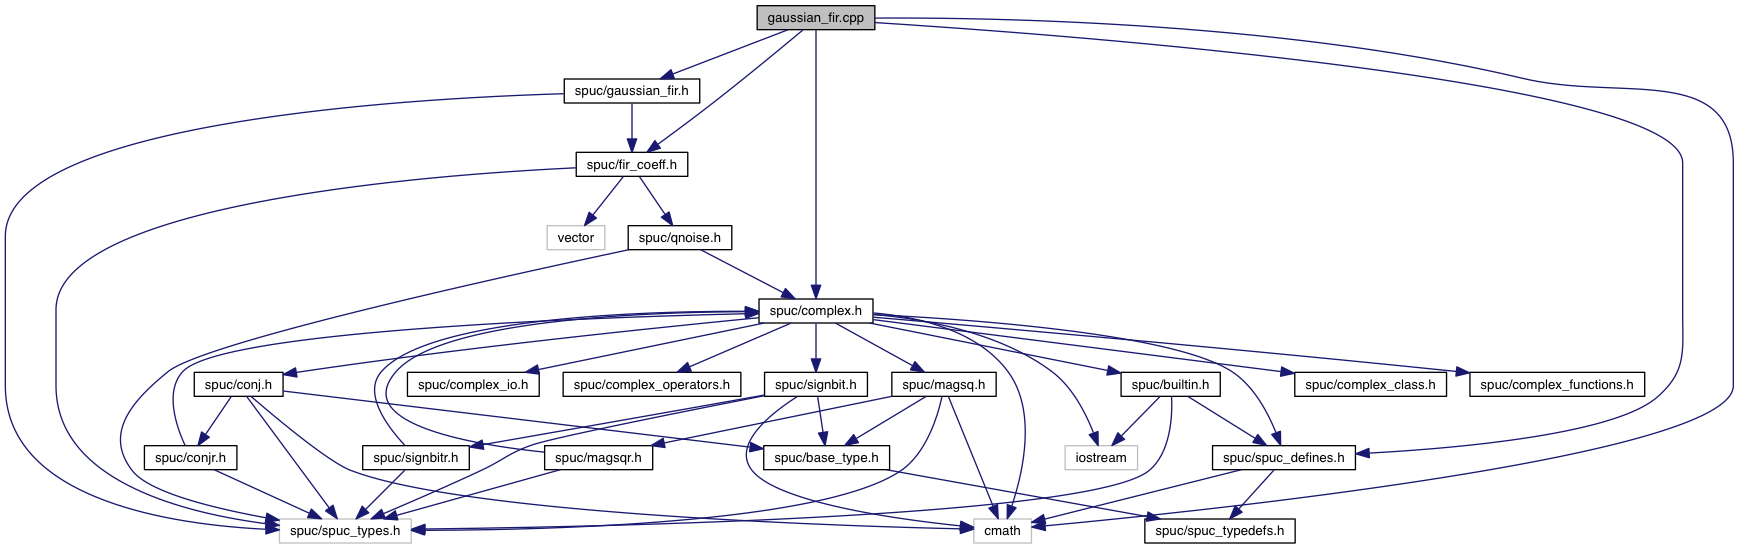 gaussian_fir.cpp
spuc/gaussian_fir.h
spuc/fir_coeff.h
vector
spuc/qnoise.h
spuc/complex.h
spuc/conj.h
spuc/complex_io.h
spuc/complex_operators.h
spuc/signbit.h
spuc/magsq.h
spuc/builtin.h
spuc/complex_class.h
spuc/complex_functions.h
spuc/conjr.h
spuc/signbitr.h
spuc/magsqr.h
spuc/base_type.h
iostream
spuc/spuc_defines.h
spuc/spuc_types.h
cmath
spuc/spuc_typedefs.h